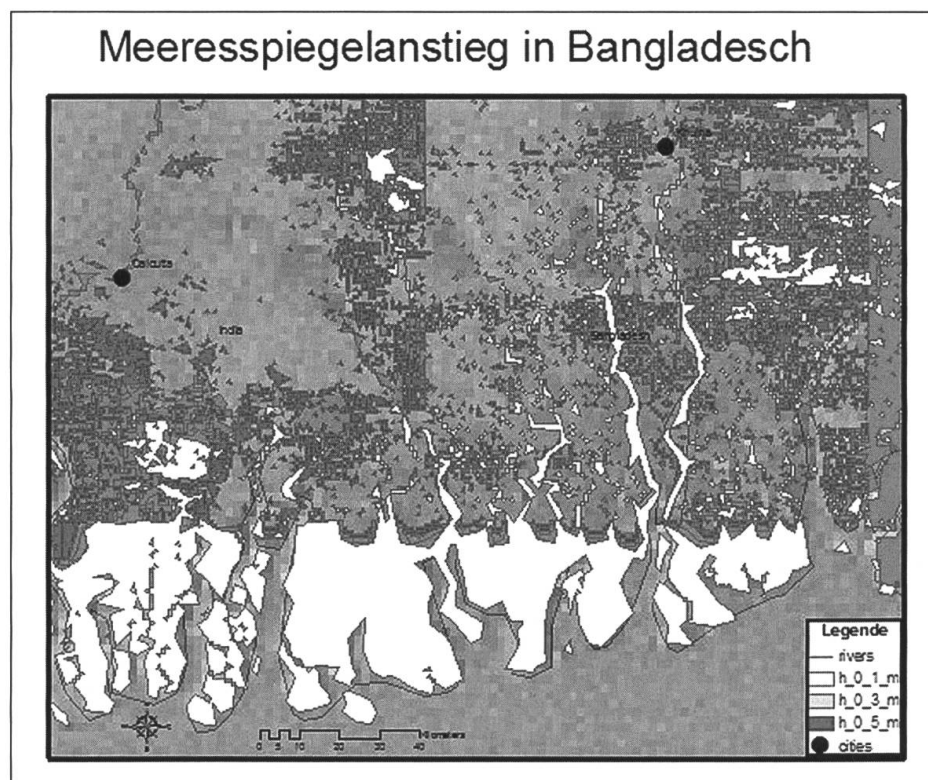 Meeresspiegelanstieg in Bangladesch
Calcutta
India
Bangladesh
Legende
rivers
h_0_1_m
h_0_3_m
h_0_5_m
cities
Kilometers
0 5 10 20 30 40